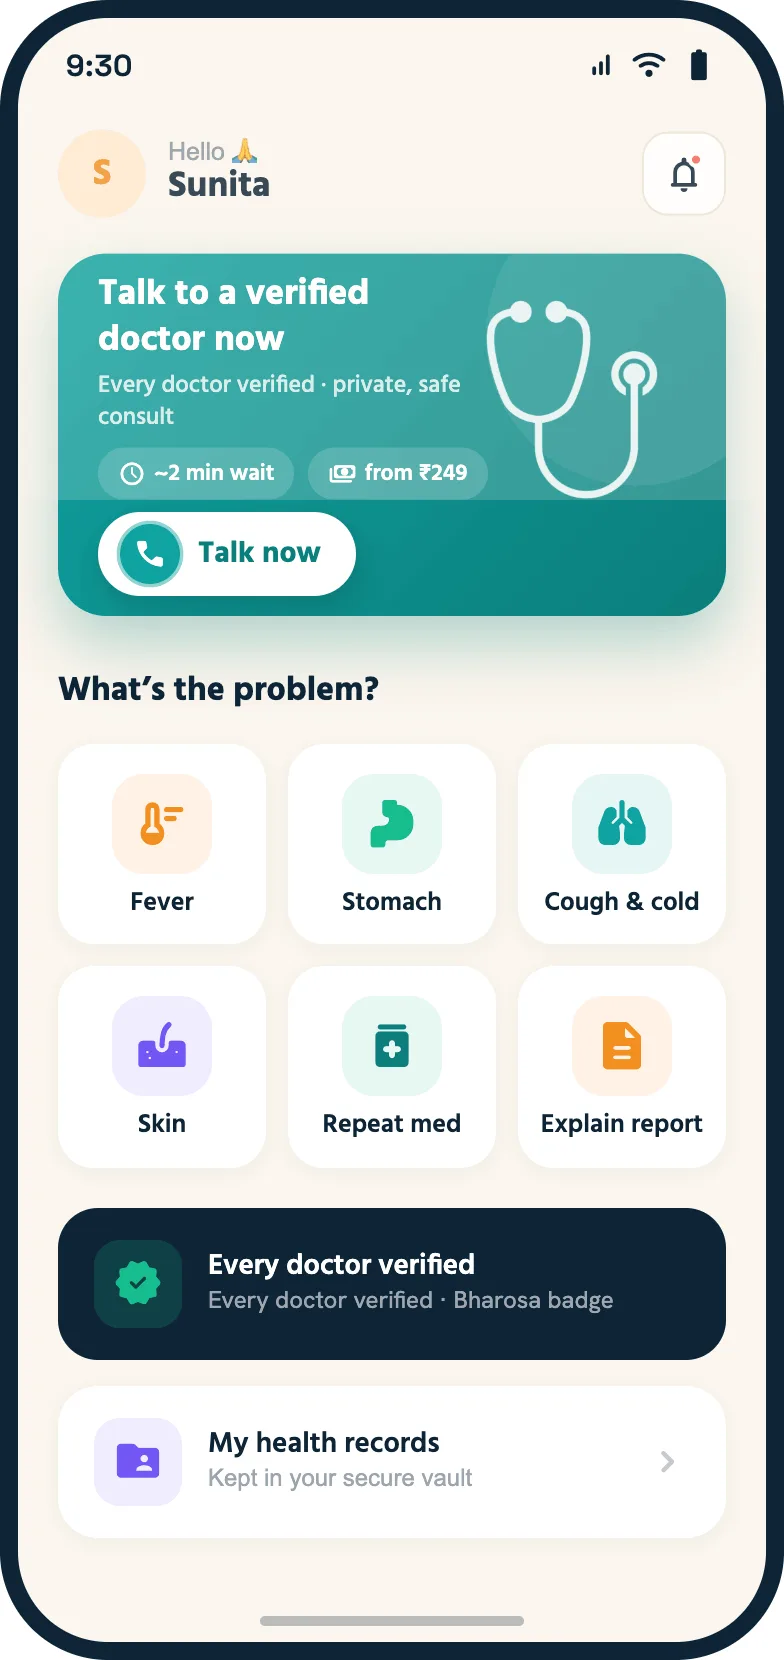 9:30
S
Hello 🙏
Sunita
Talk to a verified
doctor now
Every doctor verified · private, safe
consult
~2 min wait
from ₹249
Talk now
What’s the problem?
Fever
Stomach
Cough & cold
Skin
Repeat med
Explain report
Every doctor verified
Every doctor verified · Bharosa badge
My health records
Kept in your secure vault